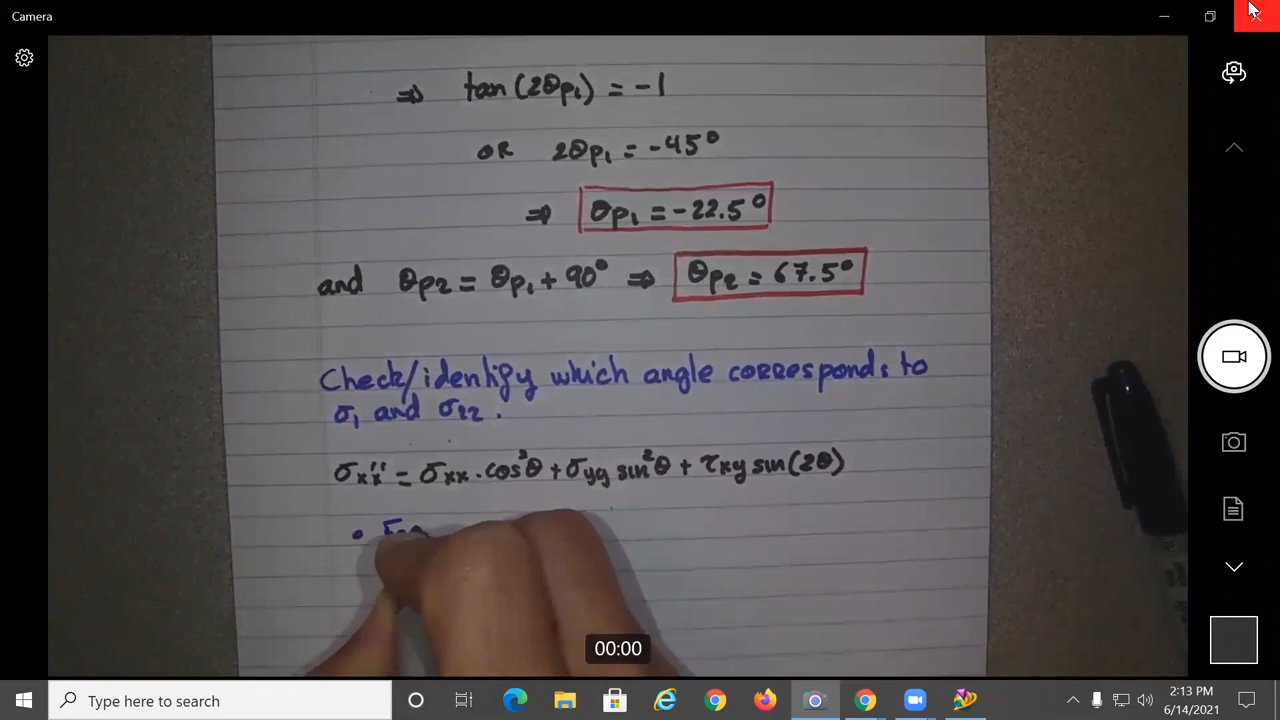 Camera
⇒ tan(2θp₁) = -1
OR 2θp₁ = -45°
⇒ θp₁ = -22.5°
and θp2 = θp₁ + 90° ⇒ θp2 = 67.5°
Check/identify which angle corresponds to
σ₁ and σ22.
σx'x' = σxx · cos²θ + σyy sin²θ + τxy sin(2θ)
• For
00:00
Type here to search
2:13 PM
6/14/2021